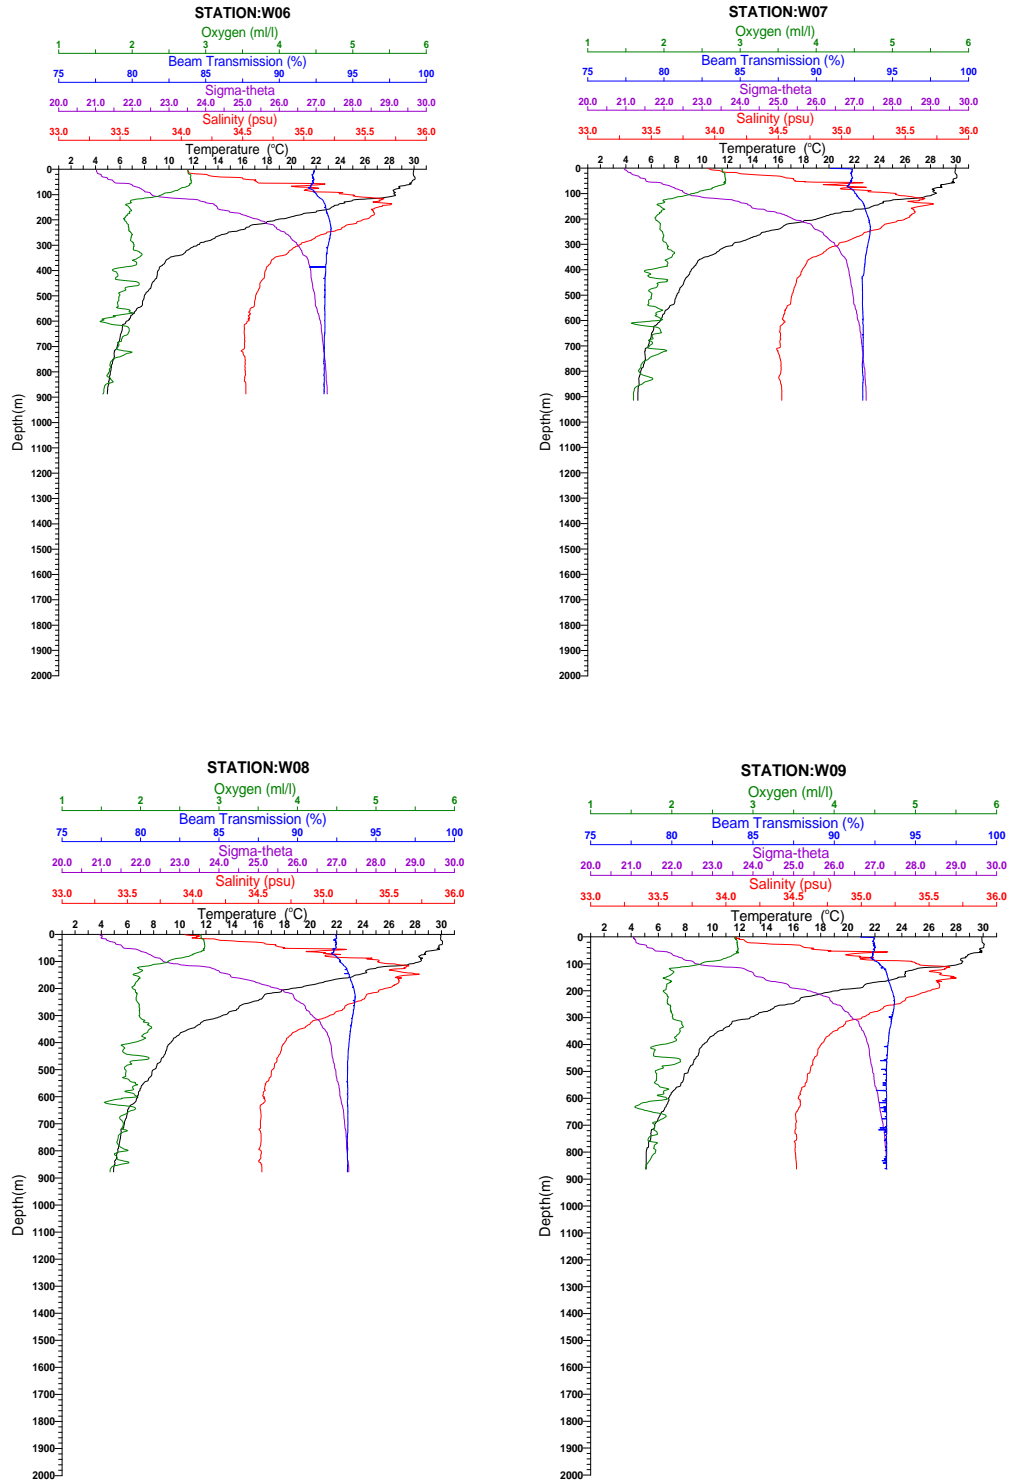 STATION:W06
Oxygen (ml/l)
1 2 3 4 5 6
Beam Transmission (%)
75 80 85 90 95 100
Sigma-theta
20.0 21.0 22.0 23.0 24.0 25.0 26.0 27.0 28.0 29.0 30.0
Salinity (psu)
33.0 33.5 34.0 34.5 35.0 35.5 36.0
Temperature (°C)
2 4 6 8 10 12 14 16 18 20 22 24 26 28 30
0
100
200
300
400
500
600
700
800
900
1000
1100
1200
1300
1400
1500
1600
1700
1800
1900
2000
Depth(m)
STATION:W07
Oxygen (ml/l)
1 2 3 4 5 6
Beam Transmission (%)
75 80 85 90 95 100
Sigma-theta
20.0 21.0 22.0 23.0 24.0 25.0 26.0 27.0 28.0 29.0 30.0
Salinity (psu)
33.0 33.5 34.0 34.5 35.0 35.5 36.0
Temperature (°C)
2 4 6 8 10 12 14 16 18 20 22 24 26 28 30
0
100
200
300
400
500
600
700
800
900
1000
1100
1200
1300
1400
1500
1600
1700
1800
1900
2000
Depth(m)
STATION:W08
Oxygen (ml/l)
1 2 3 4 5 6
Beam Transmission (%)
75 80 85 90 95 100
Sigma-theta
20.0 21.0 22.0 23.0 24.0 25.0 26.0 27.0 28.0 29.0 30.0
Salinity (psu)
33.0 33.5 34.0 34.5 35.0 35.5 36.0
Temperature (°C)
2 4 6 8 10 12 14 16 18 20 22 24 26 28 30
0
100
200
300
400
500
600
700
800
900
1000
1100
1200
1300
1400
1500
1600
1700
1800
1900
2000
Depth(m)
STATION:W09
Oxygen (ml/l)
1 2 3 4 5 6
Beam Transmission (%)
75 80 85 90 95 100
Sigma-theta
20.0 21.0 22.0 23.0 24.0 25.0 26.0 27.0 28.0 29.0 30.0
Salinity (psu)
33.0 33.5 34.0 34.5 35.0 35.5 36.0
Temperature (°C)
2 4 6 8 10 12 14 16 18 20 22 24 26 28 30
0
100
200
300
400
500
600
700
800
900
1000
1100
1200
1300
1400
1500
1600
1700
1800
1900
2000
Depth(m)